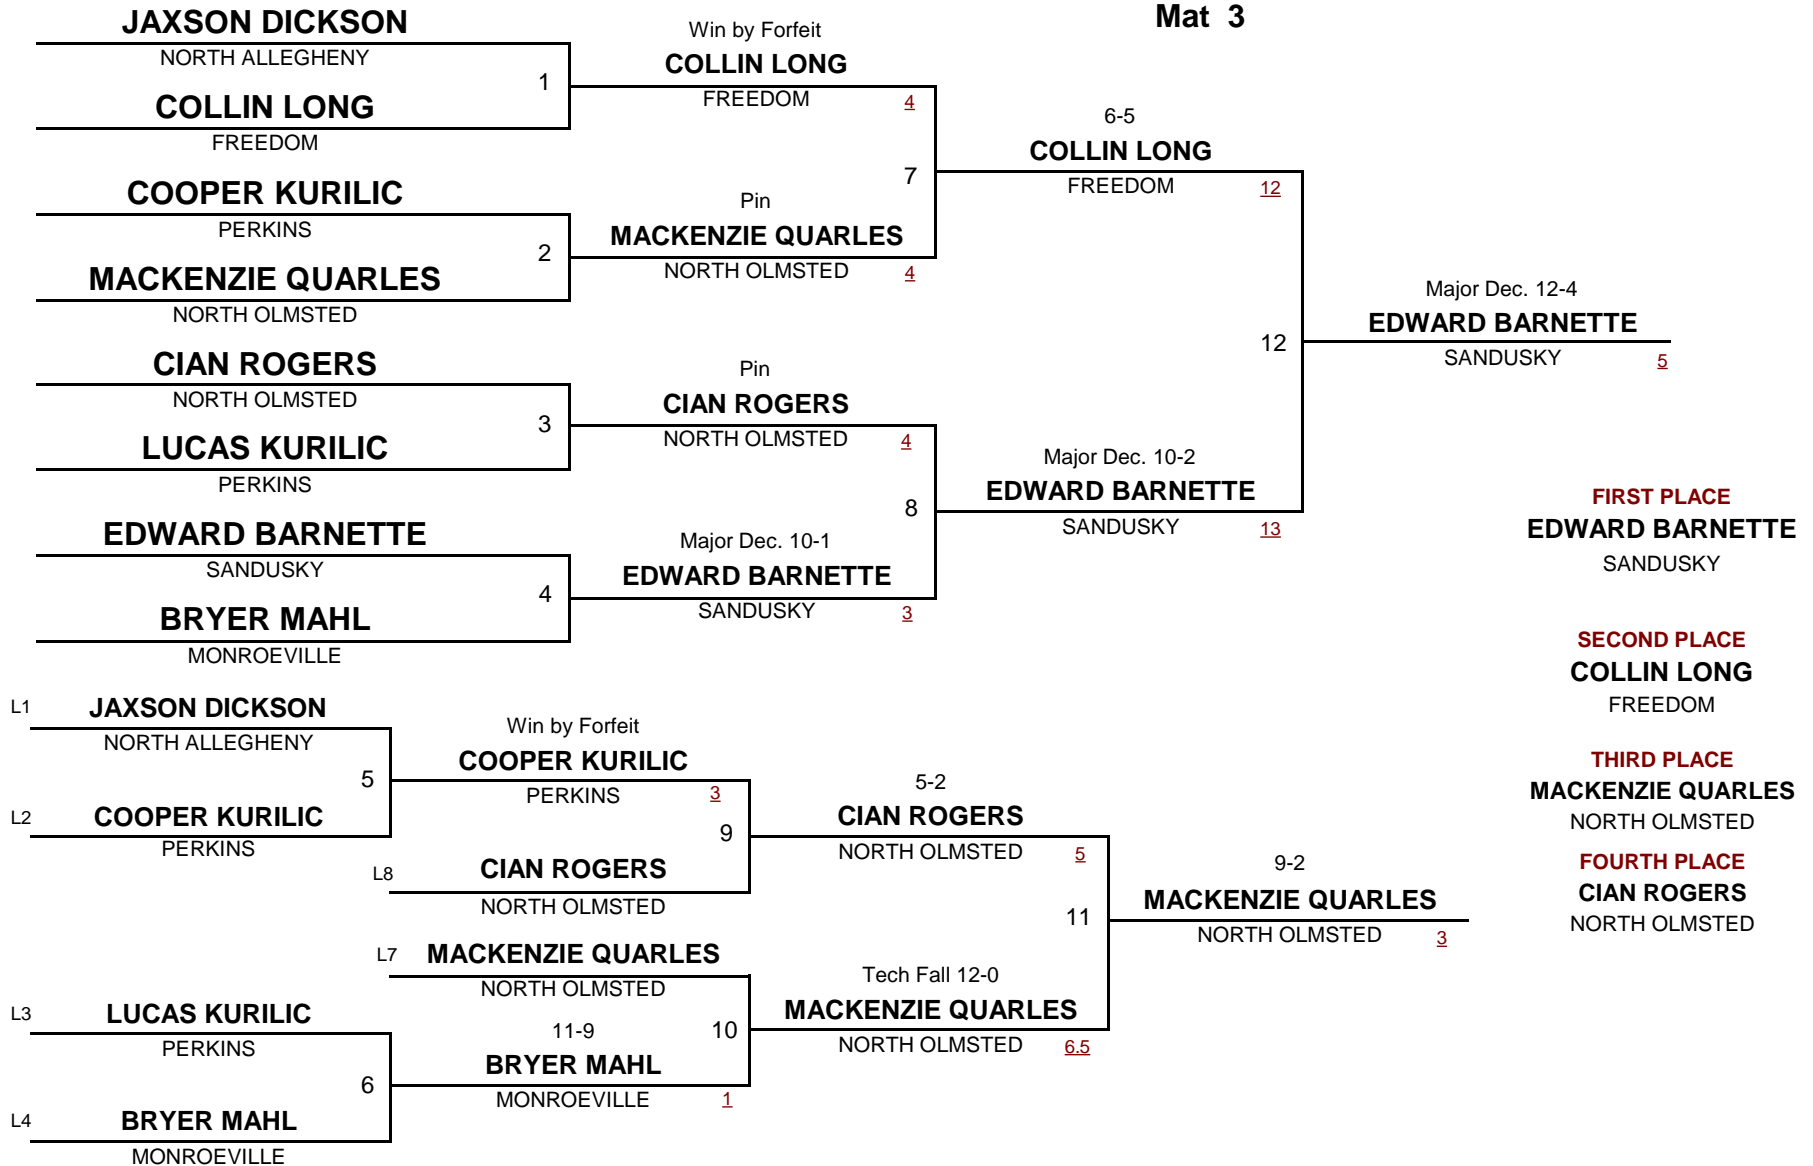 Mat 3
JAXSON DICKSON
NORTH ALLEGHENY
1
COLLIN LONG
FREEDOM
COOPER KURILIC
PERKINS
2
MACKENZIE QUARLES
NORTH OLMSTED
CIAN ROGERS
NORTH OLMSTED
3
LUCAS KURILIC
PERKINS
EDWARD BARNETTE
SANDUSKY
4
BRYER MAHL
MONROEVILLE
Win by Forfeit
COLLIN LONG
FREEDOM 4
7
Pin
MACKENZIE QUARLES
NORTH OLMSTED 4
Pin
CIAN ROGERS
NORTH OLMSTED 4
8
Major Dec. 10-1
EDWARD BARNETTE
SANDUSKY 3
6-5
COLLIN LONG
FREEDOM 12
12
Major Dec. 10-2
EDWARD BARNETTE
SANDUSKY 13
Major Dec. 12-4
EDWARD BARNETTE
SANDUSKY 5
L1 JAXSON DICKSON
NORTH ALLEGHENY
5
L2 COOPER KURILIC
PERKINS
L3 LUCAS KURILIC
PERKINS
6
L4 BRYER MAHL
MONROEVILLE
Win by Forfeit
COOPER KURILIC
PERKINS 3
9
L8 CIAN ROGERS
NORTH OLMSTED
L7 MACKENZIE QUARLES
NORTH OLMSTED
10
11-9
BRYER MAHL
MONROEVILLE 1
5-2
CIAN ROGERS
NORTH OLMSTED 5
11
Tech Fall 12-0
MACKENZIE QUARLES
NORTH OLMSTED 6.5
9-2
MACKENZIE QUARLES
NORTH OLMSTED 3
FIRST PLACE
EDWARD BARNETTE
SANDUSKY
SECOND PLACE
COLLIN LONG
FREEDOM
THIRD PLACE
MACKENZIE QUARLES
NORTH OLMSTED
FOURTH PLACE
CIAN ROGERS
NORTH OLMSTED